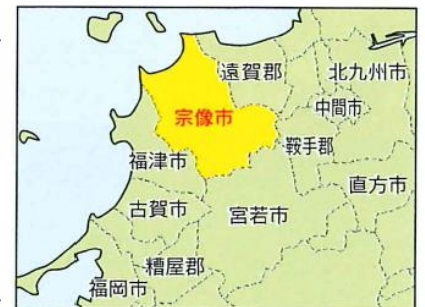 遠賀郡
北九州市
中間市
宗像市
鞍手郡
福津市
直方市
古賀市
宮若市
糟屋郡
福岡市